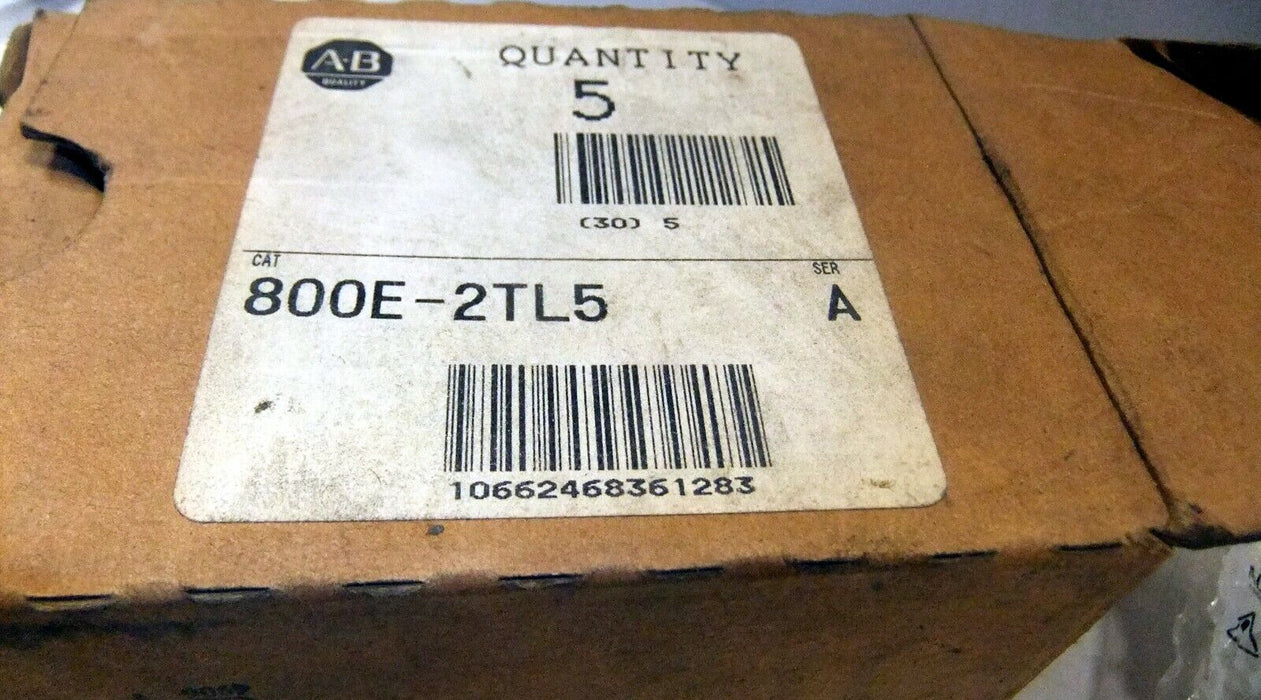 A-B
QUALITY
QUANTITY
5
(30) 5
CAT
SER
800E-2TL5
A
10662468361283